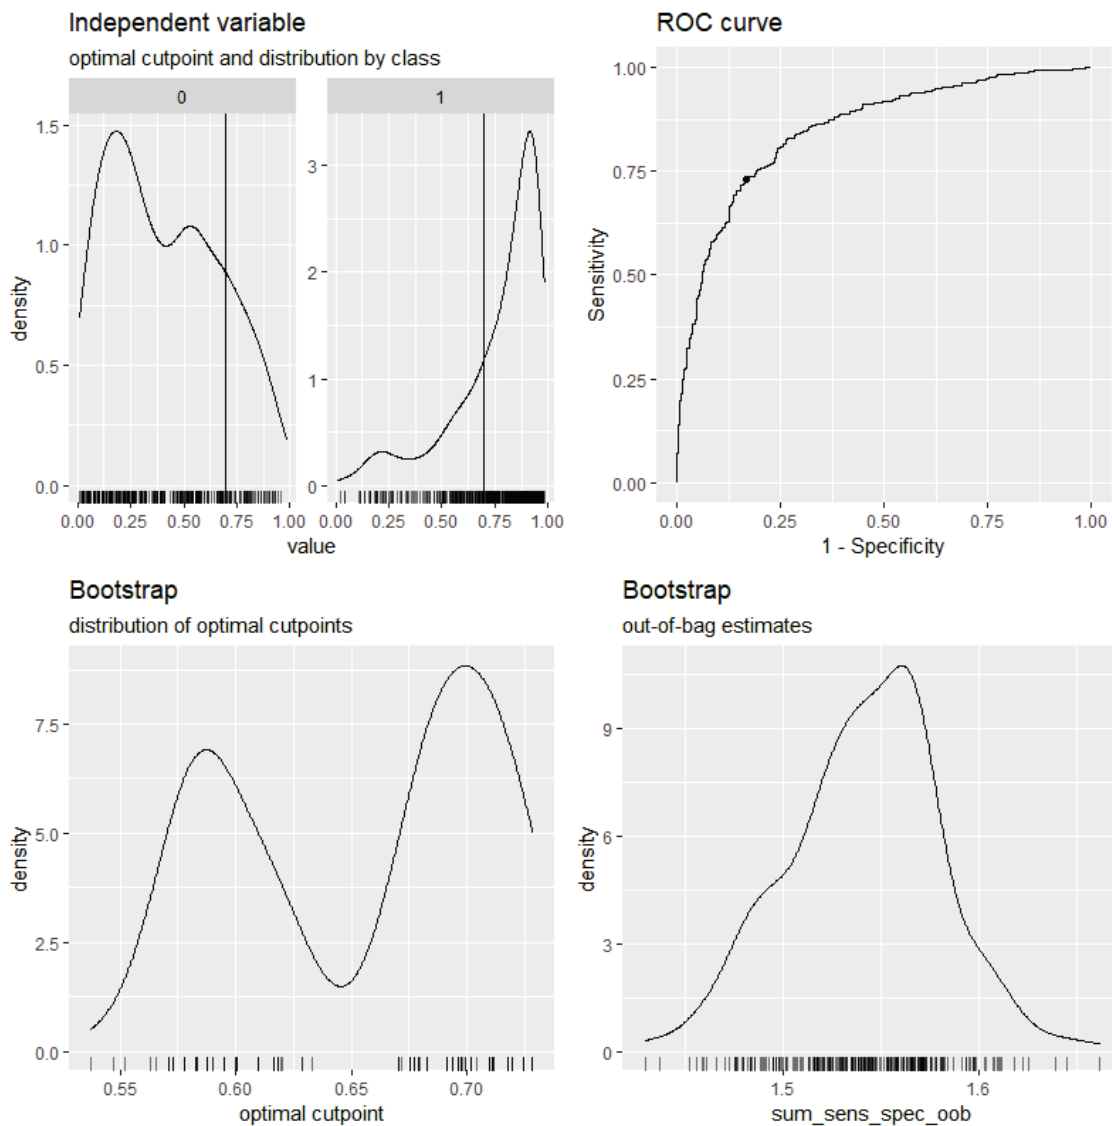 Independent variable
optimal cutpoint and distribution by class
0
1
density
1.5
1.0
0.5
0.0
3
2
1
0
0.00 0.25 0.50 0.75 1.00
0.00 0.25 0.50 0.75 1.00
value
ROC curve
Sensitivity
1.00
0.75
0.50
0.25
0.00
0.00 0.25 0.50 0.75 1.00
1 - Specificity
Bootstrap
distribution of optimal cutpoints
density
7.5
5.0
2.5
0.0
0.55 0.60 0.65 0.70
optimal cutpoint
Bootstrap
out-of-bag estimates
density
9
6
3
0
1.5 1.6
sum_sens_spec_oob